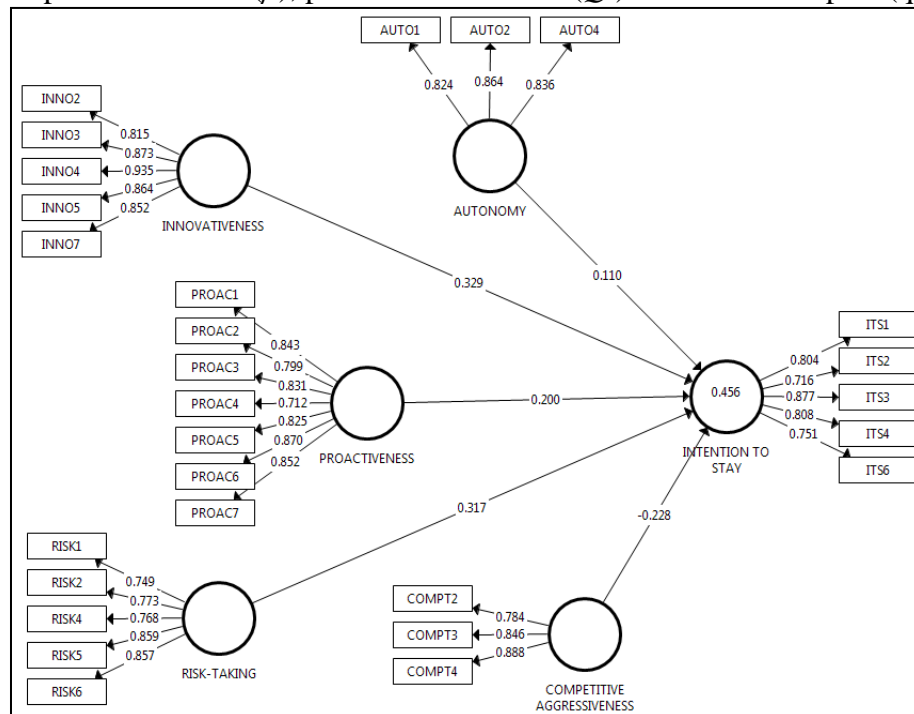 AUTO1
AUTO2
AUTO4
0.824
0.864
0.836
AUTONOMY
INNO2
INNO3
INNO4
INNO5
INNO7
0.815
0.873
0.935
0.864
0.852
INNOVATIVENESS
0.110
0.329
PROAC1
PROAC2
PROAC3
PROAC4
PROAC5
PROAC6
PROAC7
0.843
0.799
0.831
0.712
0.825
0.870
0.852
PROACTIVENESS
0.200
0.456
INTENTION TO
STAY
0.804
0.716
0.877
0.808
0.751
ITS1
ITS2
ITS3
ITS4
ITS6
0.317
-0.228
RISK1
RISK2
RISK4
RISK5
RISK6
0.749
0.773
0.768
0.859
0.857
RISK-TAKING
COMPT2
COMPT3
COMPT4
0.784
0.846
0.888
COMPETITIVE
AGGRESSIVENESS